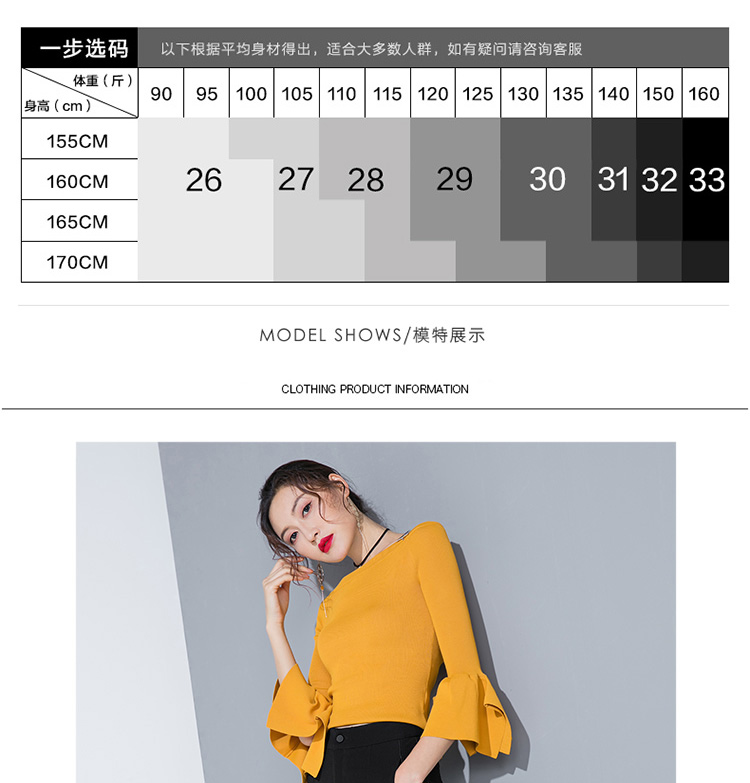 一步选码 以下根据平均身材得出，适合大多数人群，如有疑问请咨询客服
体重（斤）
身高（cm）
90 95 100 105 110 115 120 125 130 135 140 150 160
155CM
160CM 26 27 28 29 30 31 32 33
165CM
170CM
MODEL SHOWS/模特展示
CLOTHING PRODUCT INFORMATION